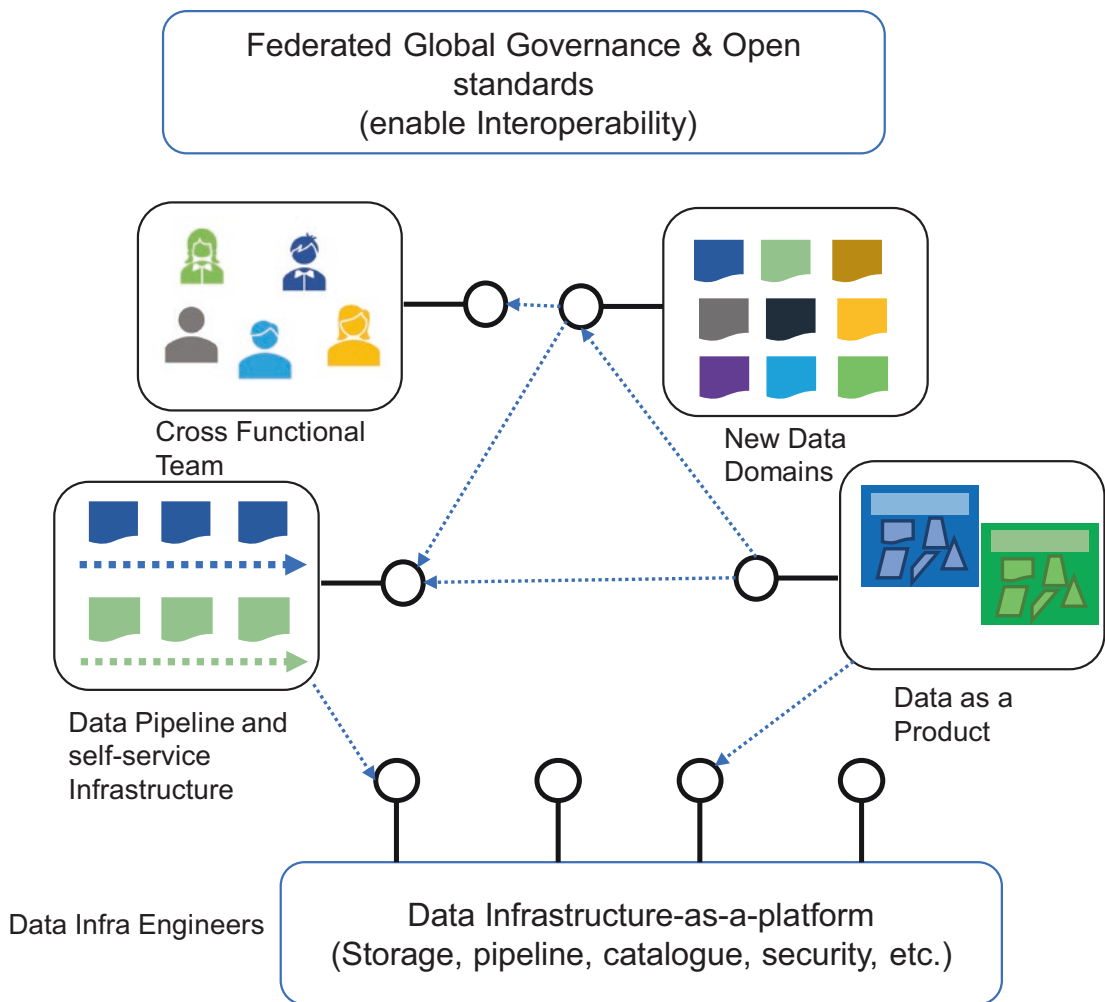 Federated Global Governance & Open
standards
(enable Interoperability)
Cross Functional
Team
New Data
Domains
Data Pipeline and
self-service
Infrastructure
Data as a
Product
Data Infra Engineers
Data Infrastructure-as-a-platform
(Storage, pipeline, catalogue, security, etc.)